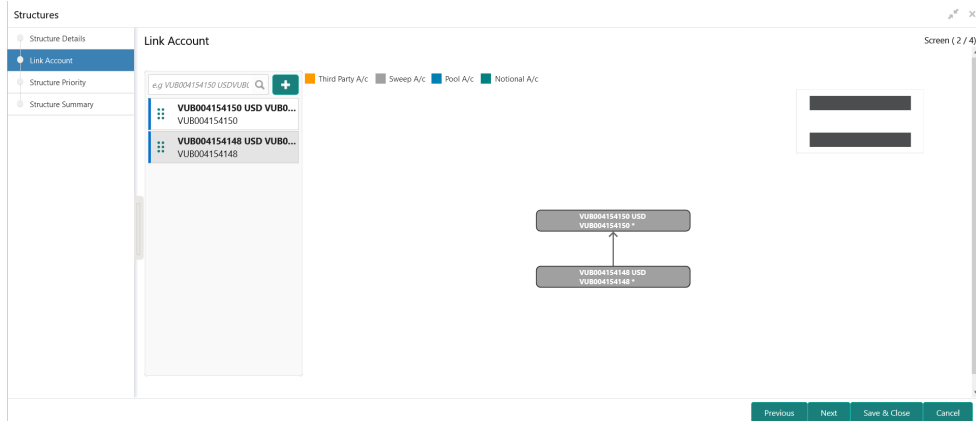 Structures
Structure Details
Link Account
Structure Priority
Structure Summary
Link Account
Screen ( 2 / 4)
e.g VUB004154150 USDVUBC
Third Party A/c
Sweep A/c
Pool A/c
Notional A/c
VUB004154150 USD VUB0...
VUB004154150
VUB004154148 USD VUB0...
VUB004154148
VUB004154150 USD
VUB004154150 *
VUB004154148 USD
VUB004154148 *
Previous
Next
Save & Close
Cancel